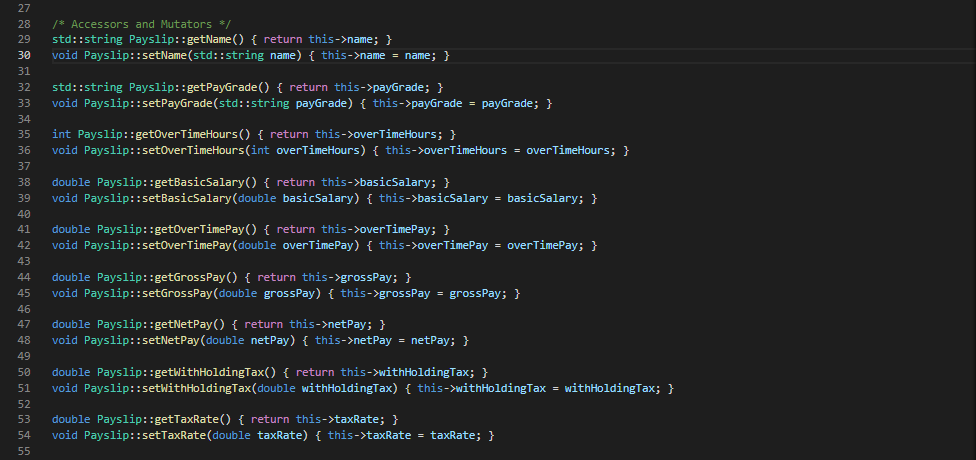 27
28 /* Accessors and Mutators */
29 std::string Payslip::getName() { return this->name; }
30 void Payslip::setName(std::string name) { this->name = name; }
31
32 std::string Payslip::getPayGrade() { return this->payGrade; }
33 void Payslip::setPayGrade(std::string payGrade) { this->payGrade = payGrade; }
34
35 int Payslip::getOverTimeHours() { return this->overTimeHours; }
36 void Payslip::setOverTimeHours(int overTimeHours) { this->overTimeHours = overTimeHours; }
37
38 double Payslip::getBasicSalary() { return this->basicSalary; }
39 void Payslip::setBasicSalary(double basicSalary) { this->basicSalary = basicSalary; }
40
41 double Payslip::getOverTimePay() { return this->overTimePay; }
42 void Payslip::setOverTimePay(double overTimePay) { this->overTimePay = overTimePay; }
43
44 double Payslip::getGrossPay() { return this->grossPay; }
45 void Payslip::setGrossPay(double grossPay) { this->grossPay = grossPay; }
46
47 double Payslip::getNetPay() { return this->netPay; }
48 void Payslip::setNetPay(double netPay) { this->netPay = netPay; }
49
50 double Payslip::getWithHoldingTax() { return this->withHoldingTax; }
51 void Payslip::setWithHoldingTax(double withHoldingTax) { this->withHoldingTax = withHoldingTax; }
52
53 double Payslip::getTaxRate() { return this->taxRate; }
54 void Payslip::setTaxRate(double taxRate) { this->taxRate = taxRate; }
55